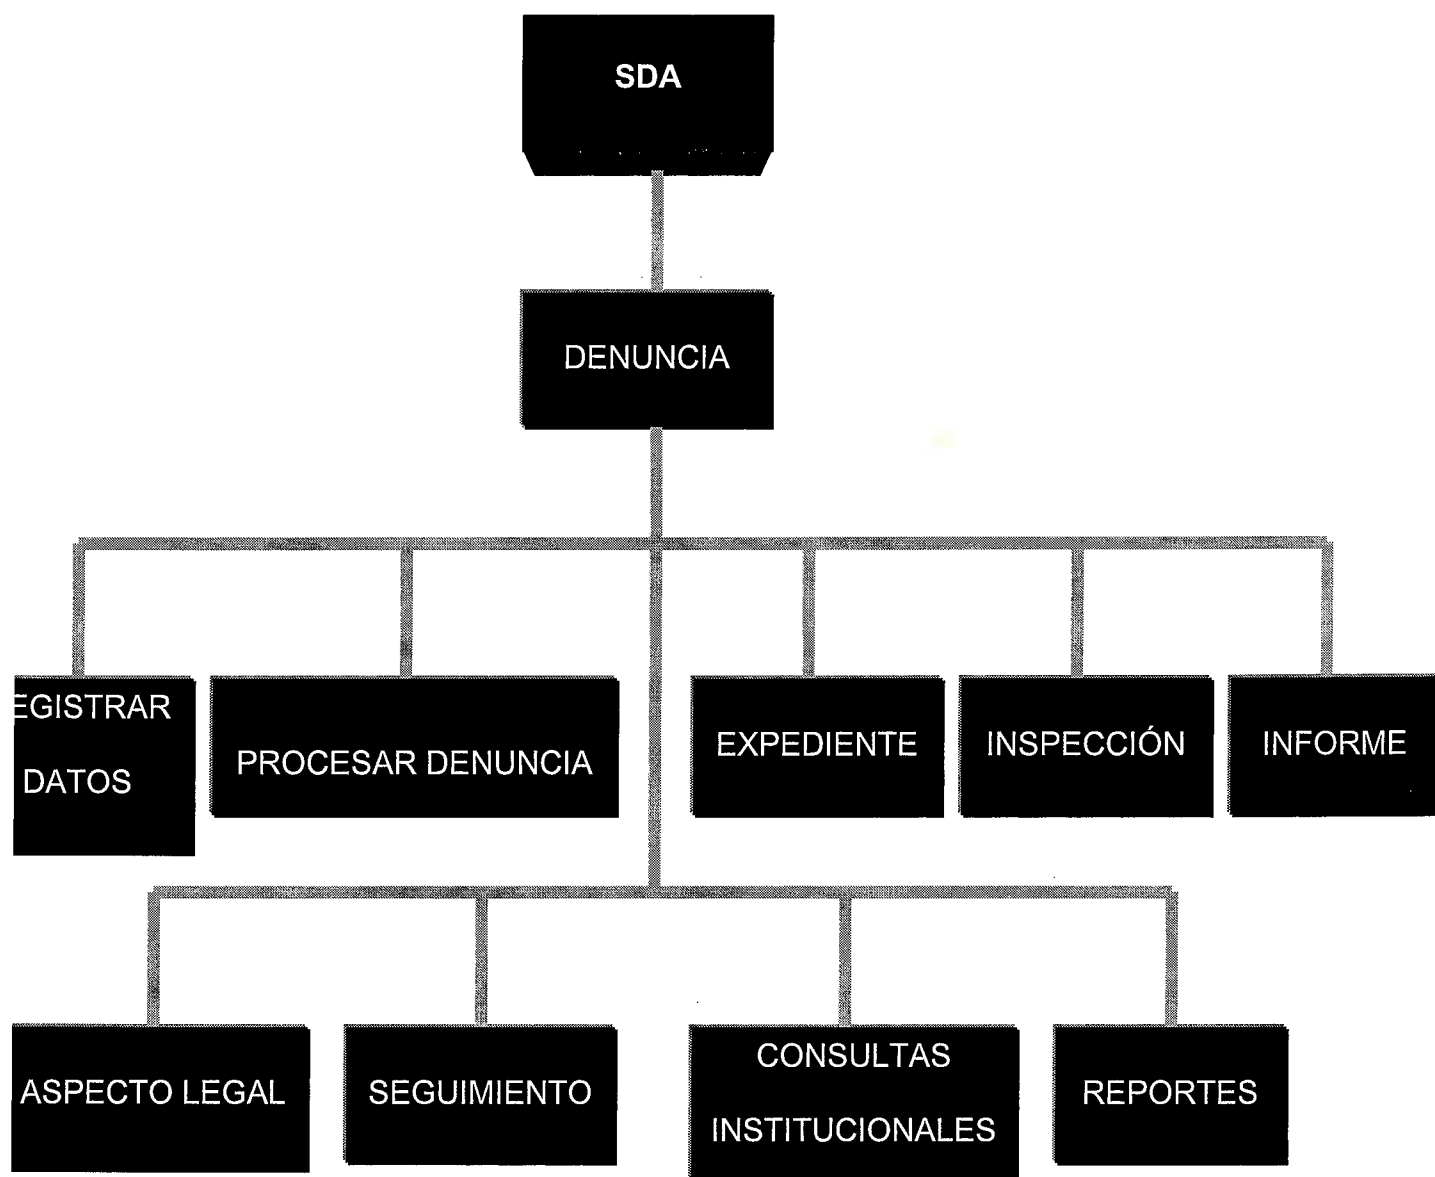 SDA
DENUNCIA
EGISTRAR
DATOS
PROCESAR DENUNCIA
EXPEDIENTE
INSPECCIÓN
INFORME
ASPECTO LEGAL
SEGUIMIENTO
CONSULTAS
INSTITUCIONALES
REPORTES